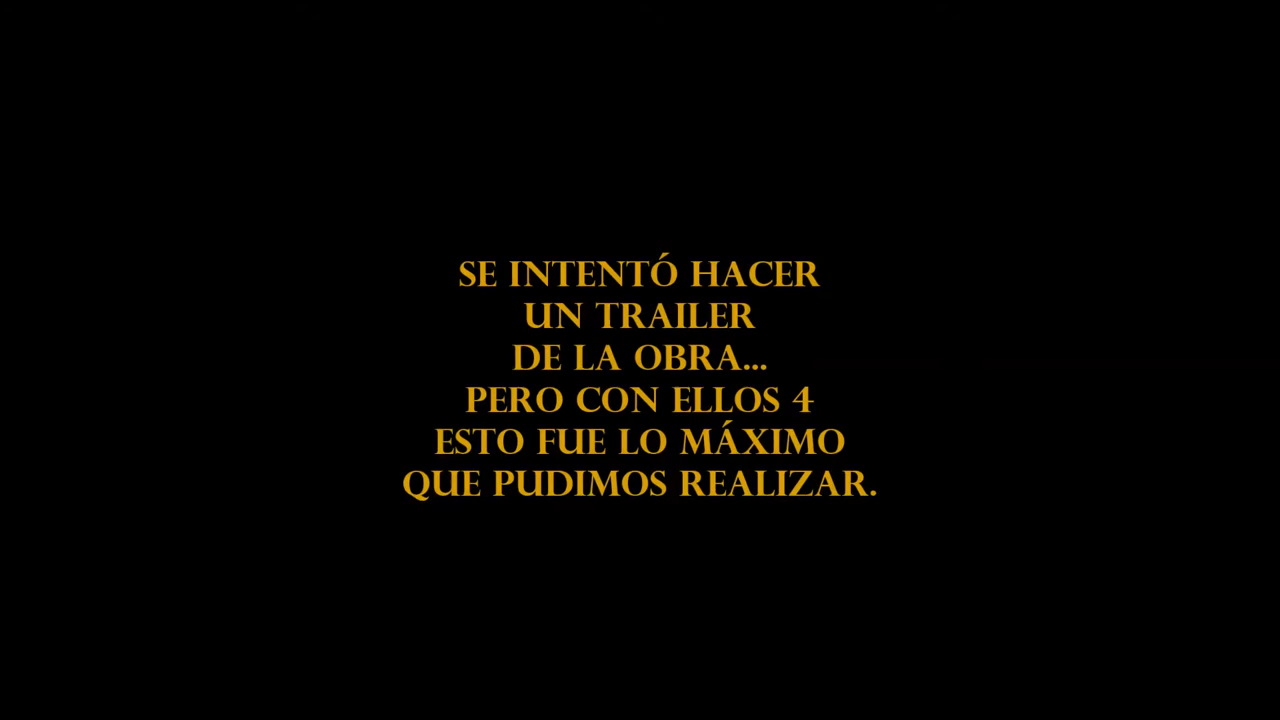 SE INTENTÓ HACER
UN TRAILER
DE LA OBRA...
PERO CON ELLOS 4
ESTO FUE LO MÁXIMO
QUE PUDIMOS REALIZAR.